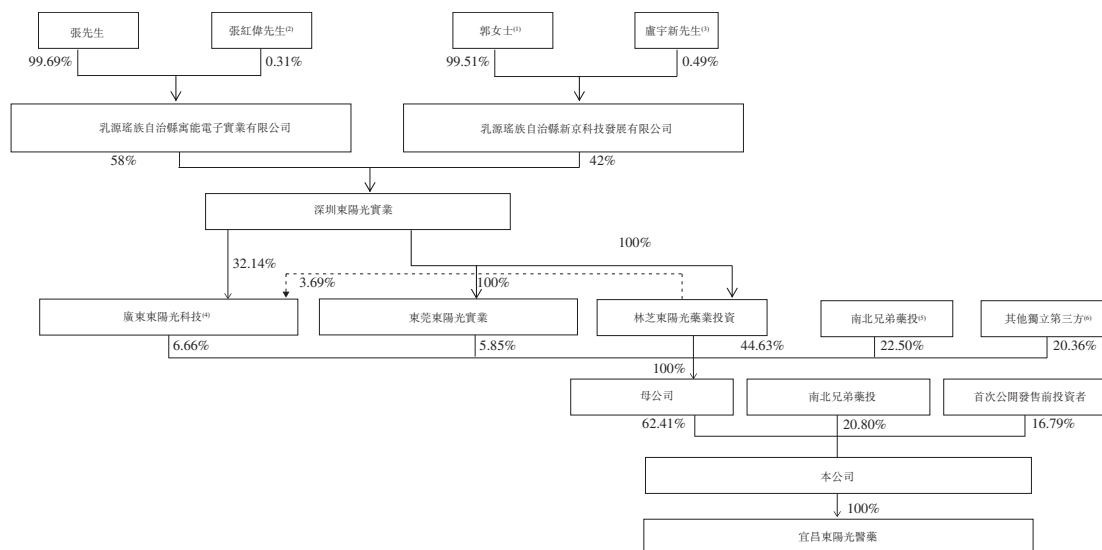 張先生
張紅偉先生(2)
郭女士(1)
盧宇新先生(3)
99.69%
0.31%
99.51%
0.49%
乳源瑤族自治縣寓能電子實業有限公司
乳源瑤族自治縣新京科技發展有限公司
58%
42%
深圳東陽光實業
100%
32.14%
3.69%
100%
廣東東陽光科技(4)
東莞東陽光實業
林芝東陽光藥業投資
南北兄弟藥投(5)
其他獨立第三方(6)
6.66%
5.85%
44.63%
22.50%
20.36%
100%
母公司
南北兄弟藥投
首次公開發售前投資者
62.41%
20.80%
16.79%
本公司
100%
宜昌東陽光醫藥